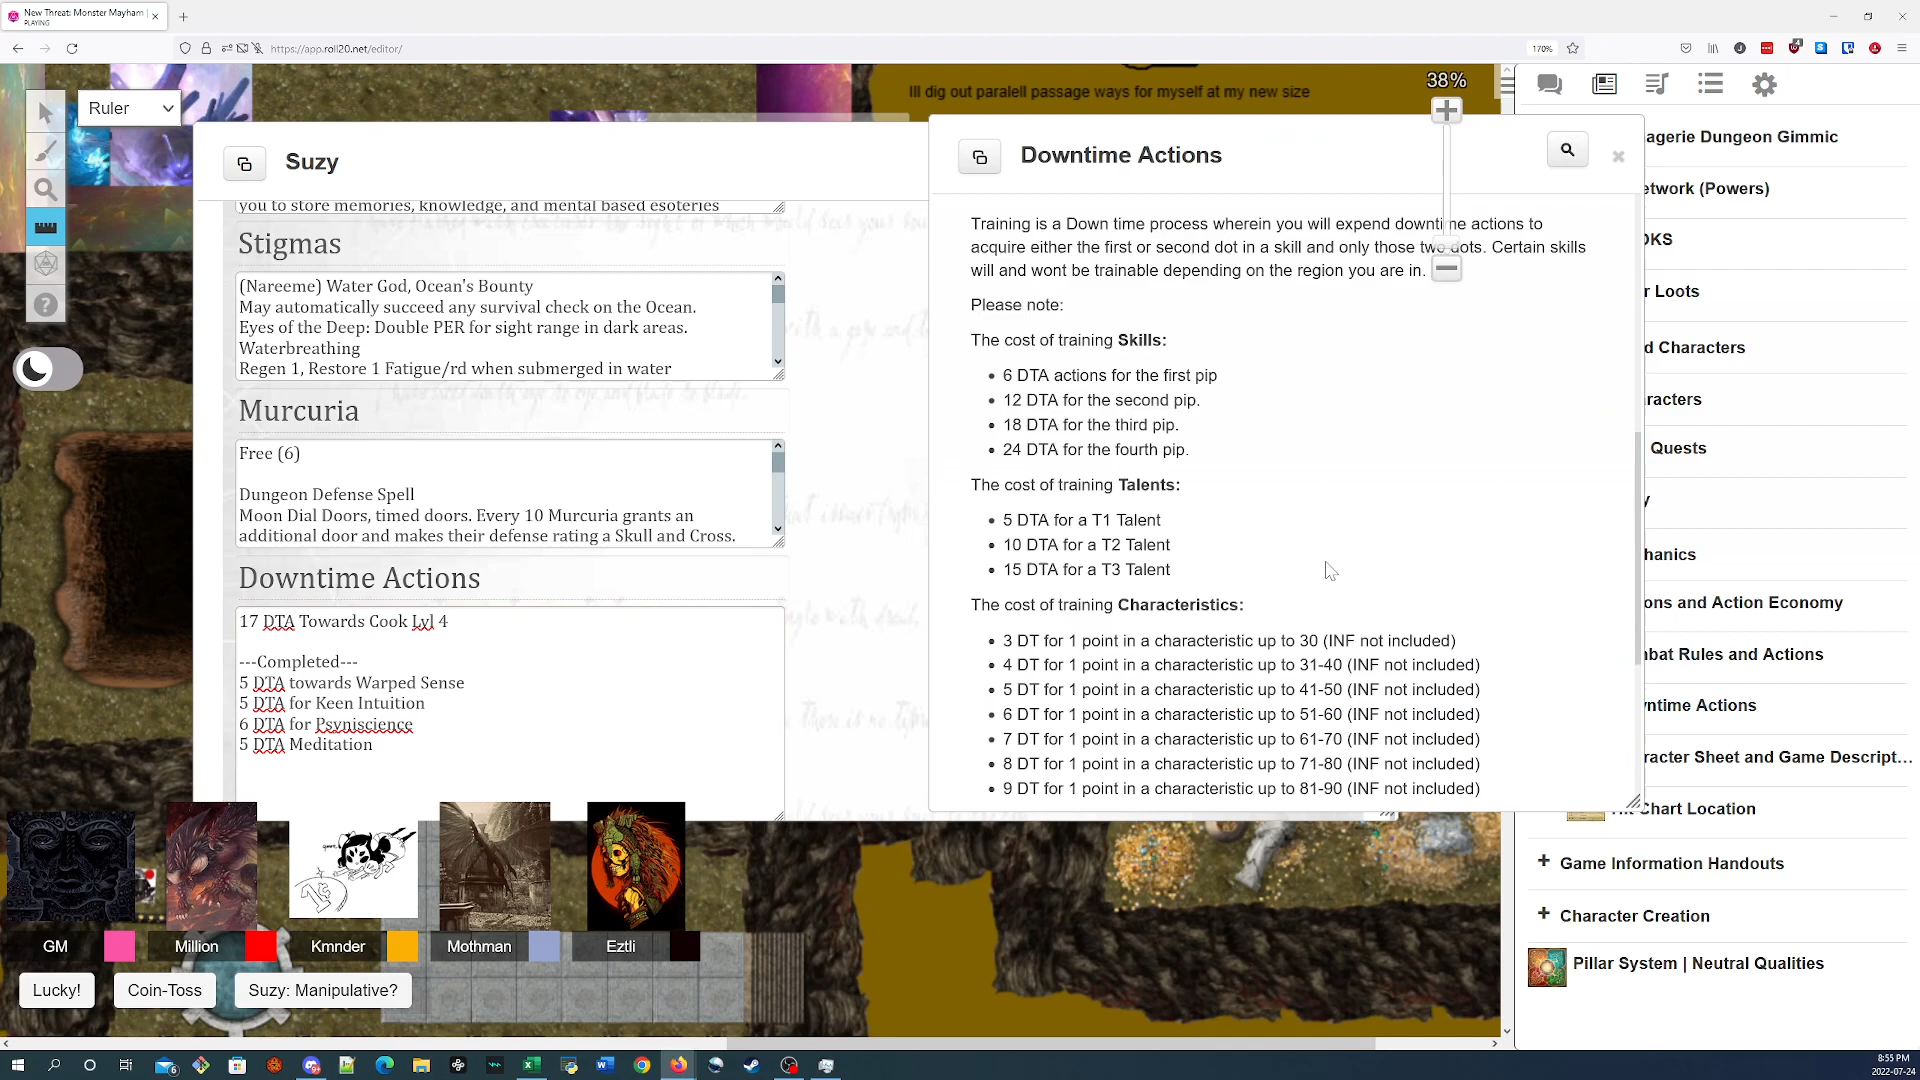 New Threat: Monster Mayham |
PLAYING
https://app.roll20.net/editor/
170%
4
Ill dig out paralell passage ways for myself at my new size
38%
Ruler
Suzy
you to store memories, knowledge, and mental based esoteries
Stigmas
(Nareeme) Water God, Ocean's Bounty
May automatically succeed any survival check on the Ocean.
Eyes of the Deep: Double PER for sight range in dark areas.
Waterbreathing
Regen 1, Restore 1 Fatigue/rd when submerged in water
Murcuria
Free (6)
Dungeon Defense Spell
Moon Dial Doors, timed doors. Every 10 Murcuria grants an
additional door and makes their defense rating a Skull and Cross.
Downtime Actions
17 DTA Towards Cook Lvl 4
---Completed---
5 DTA towards Warped Sense
5 DTA for Keen Intuition
6 DTA for Psyniscience
5 DTA Meditation
Downtime Actions
Training is a Down time process wherein you will expend downtime actions to
acquire either the first or second dot in a skill and only those two dots. Certain skills
will and wont be trainable depending on the region you are in.
Please note:
The cost of training Skills:
6 DTA actions for the first pip
12 DTA for the second pip.
18 DTA for the third pip.
24 DTA for the fourth pip.
The cost of training Talents:
5 DTA for a T1 Talent
10 DTA for a T2 Talent
15 DTA for a T3 Talent
The cost of training Characteristics:
3 DT for 1 point in a characteristic up to 30 (INF not included)
4 DT for 1 point in a characteristic up to 31-40 (INF not included)
5 DT for 1 point in a characteristic up to 41-50 (INF not included)
6 DT for 1 point in a characteristic up to 51-60 (INF not included)
7 DT for 1 point in a characteristic up to 61-70 (INF not included)
8 DT for 1 point in a characteristic up to 71-80 (INF not included)
9 DT for 1 point in a characteristic up to 81-90 (INF not included)
agerie Dungeon Gimmic
etwork (Powers)
OKS
r Loots
d Characters
racters
Quests
y
hanics
ons and Action Economy
nbat Rules and Actions
ntime Actions
racter Sheet and Game Descript...
Hit Chart Location
Game Information Handouts
Character Creation
Pillar System | Neutral Qualities
GM
Million
Kmnder
Mothman
Eztli
Lucky!
Coin-Toss
Suzy: Manipulative?
6
8:55 PM
2022-07-24